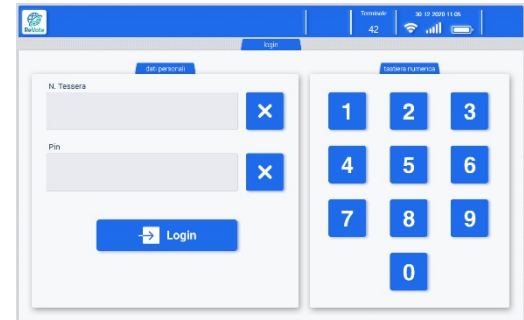 ReVote
Terminale
42
30 12 2020 11:05
login
dati personali
N. Tessera
Pin
Login
tastiera numerica
1 2 3
4 5 6
7 8 9
0